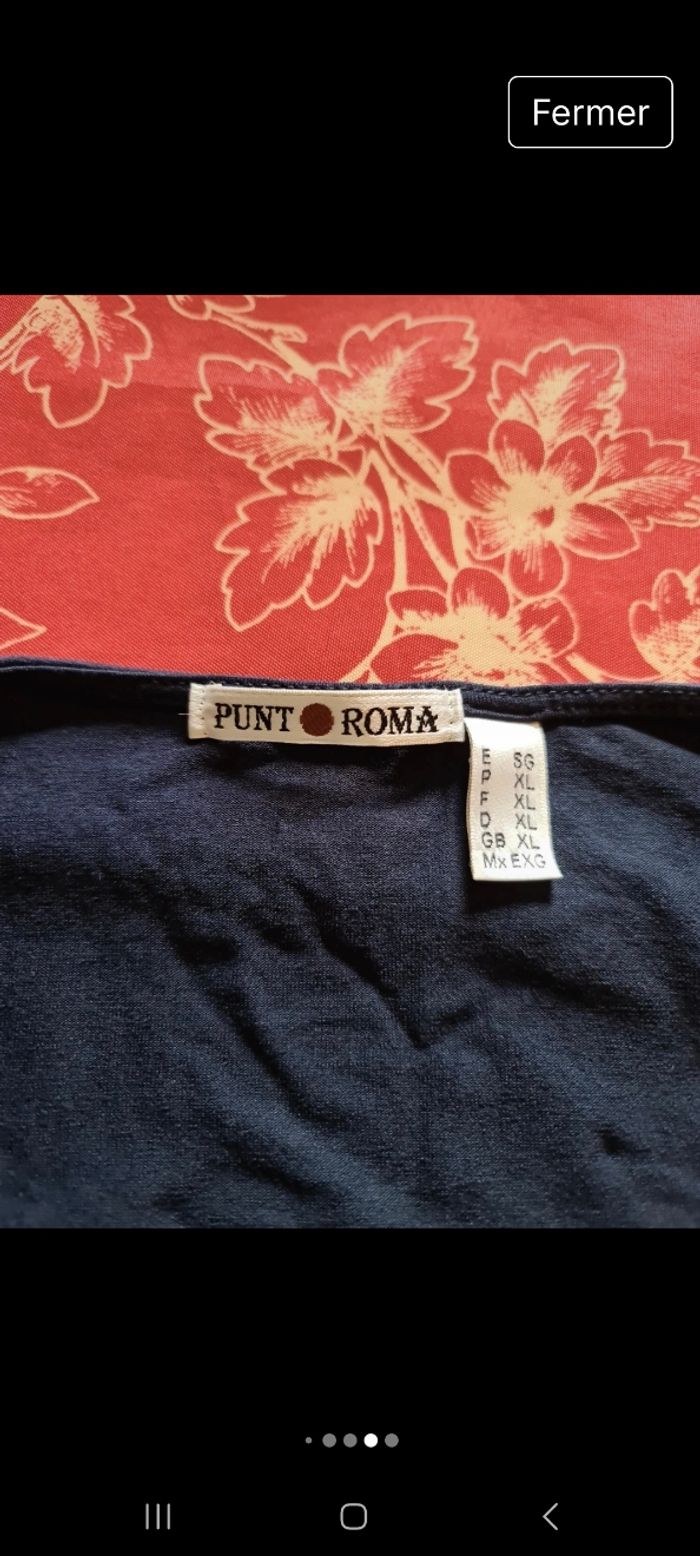 Fermer
PUNT ROMA
E SG
P XL
F XL
D XL
GB XL
Mx EXG